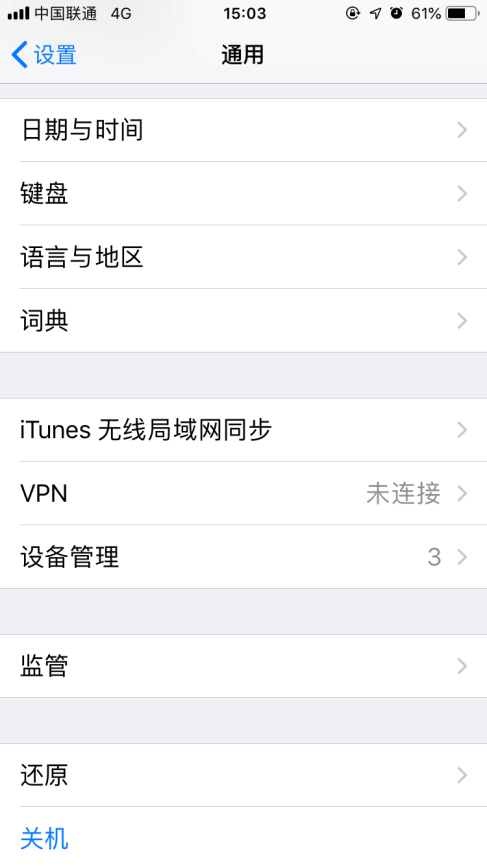 中国联通 4G 15:03 61%
设置 通用
日期与时间
键盘
语言与地区
词典
iTunes 无线局域网同步
VPN 未连接
设备管理 3
监管
还原
关机